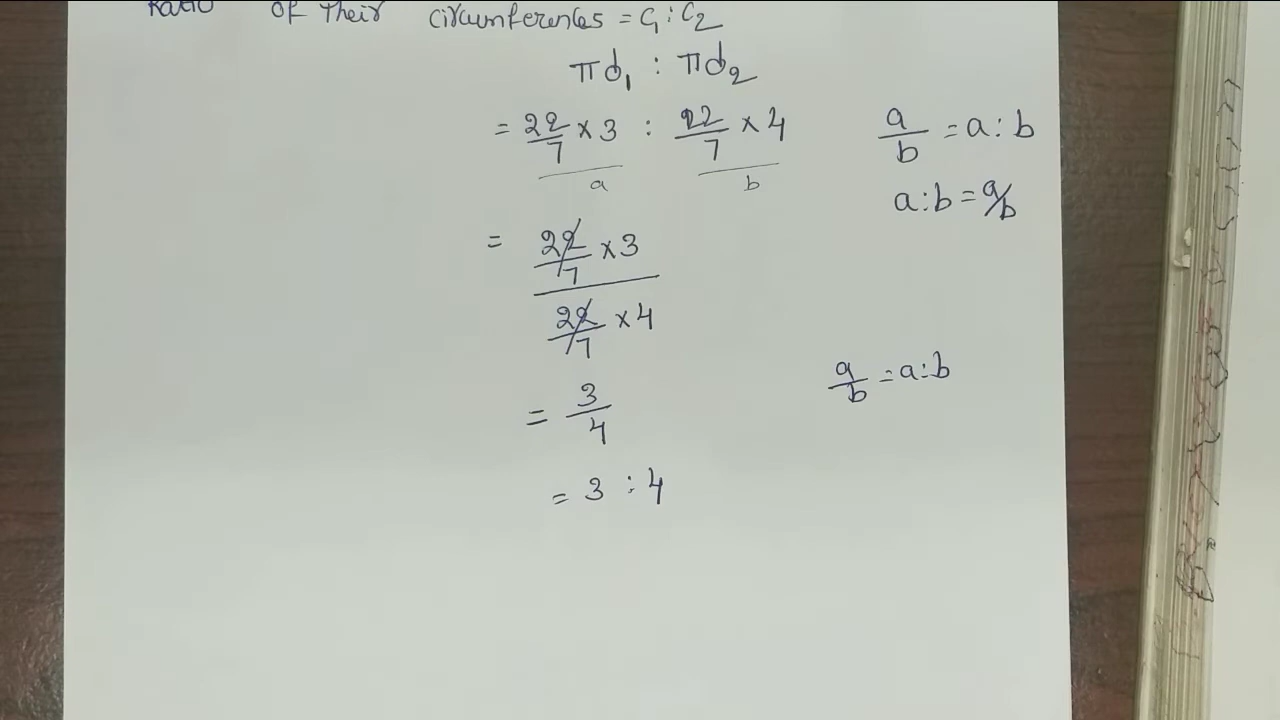 Ratio of their circumferences = C₁ : C₂
πd₁ : πd₂
= 22/7 × 3 : 22/7 × 4
a b
a/b = a : b
a : b = a/b
= 22/7 × 3 / 22/7 × 4
= 3/4
a/b = a : b
= 3 : 4